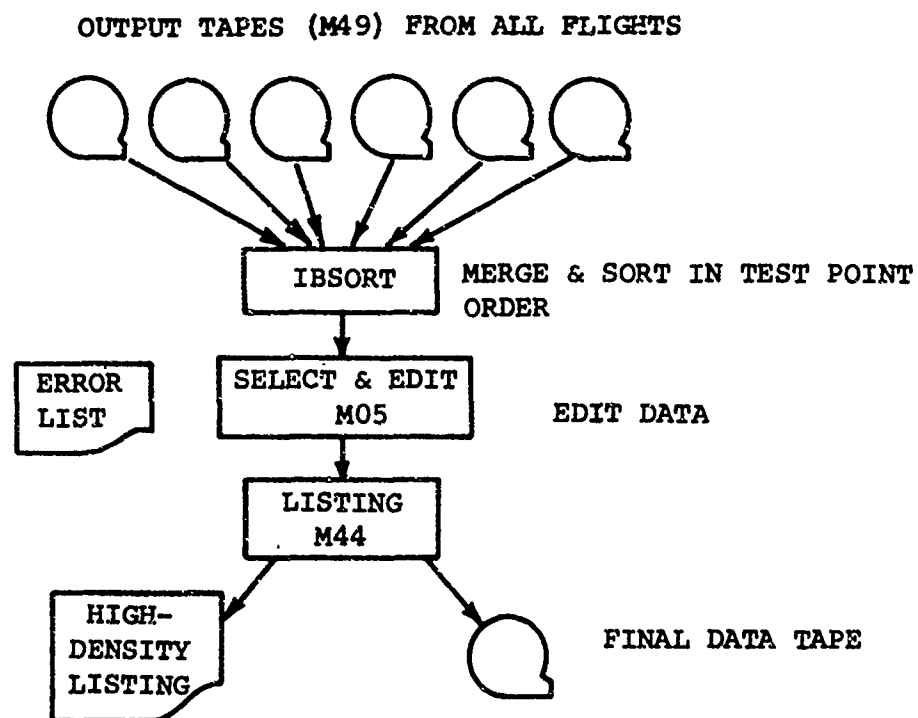 OUTPUT TAPES (M49) FROM ALL FLIGHTS
IBSORT
MERGE & SORT IN TEST POINT
ORDER
ERROR
LIST
SELECT & EDIT
M05
EDIT DATA
LISTING
M44
HIGH-
DENSITY
LISTING
FINAL DATA TAPE